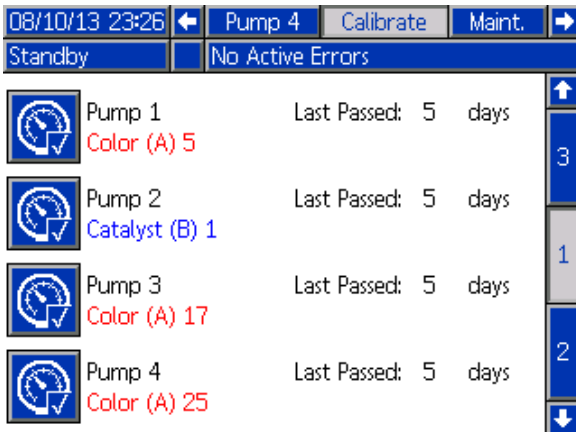 08/10/13 23:26 Pump 4 Calibrate Maint.
Standby No Active Errors
Pump 1 Last Passed: 5 days
Color (A) 5
3
Pump 2 Last Passed: 5 days
Catalyst (B) 1
1
Pump 3 Last Passed: 5 days
Color (A) 17
2
Pump 4 Last Passed: 5 days
Color (A) 25